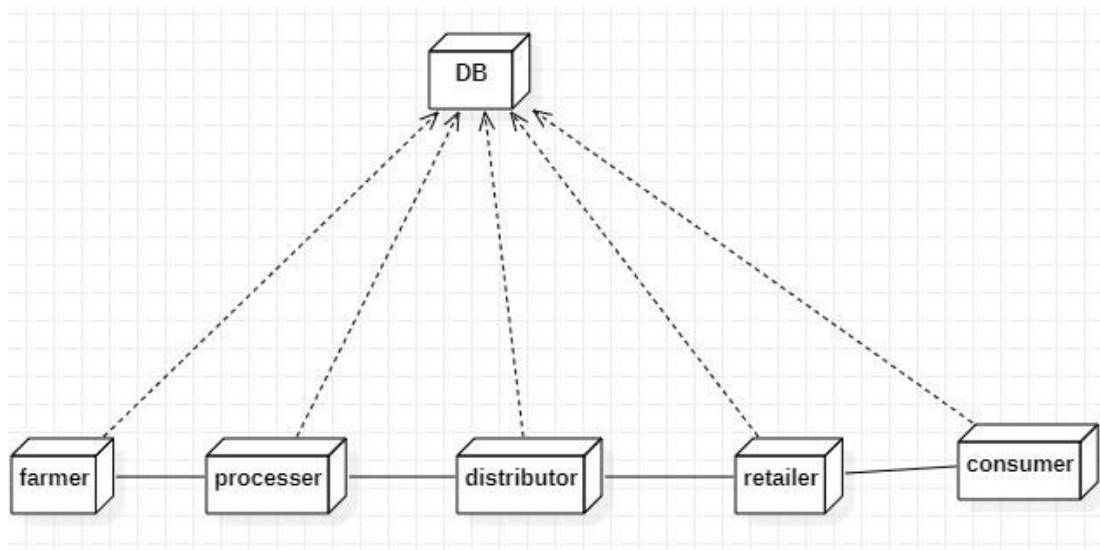 DB
farmer
processer
distributor
retailer
consumer